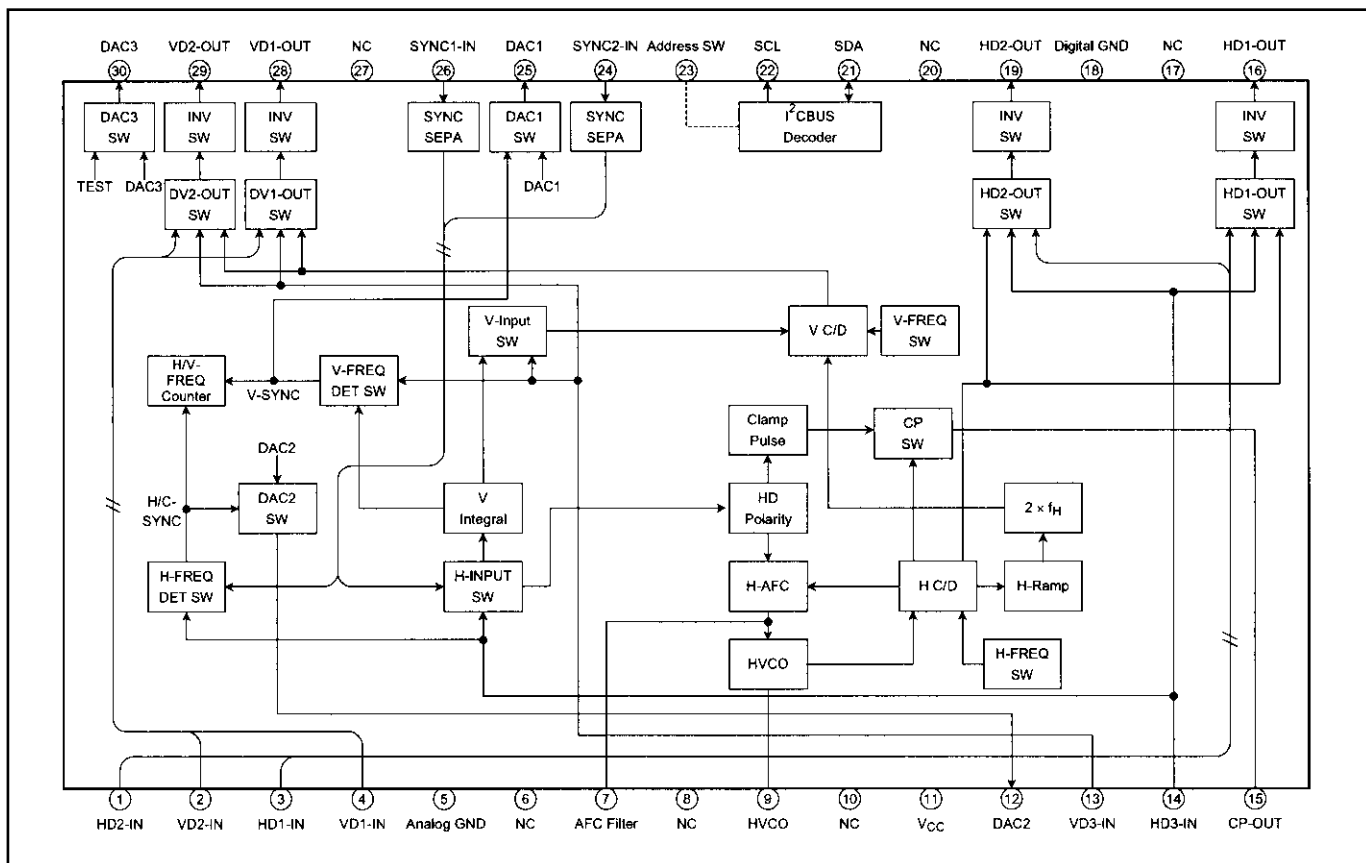 DAC3 VD2-OUT VD1-OUT NC SYNC1-IN DAC1 SYNC2-IN Address SW SCL SDA NC HD2-OUT Digital GND NC HD1-OUT
30 29 28 27 26 25 24 23 22 21 20 19 18 17 16
DAC3 SW
INV SW
INV SW
SYNC SEPA
DAC1 SW
SYNC SEPA
I²CBUS Decoder
INV SW
INV SW
TEST
DAC3
DAC1
DV2-OUT SW
DV1-OUT SW
HD2-OUT SW
HD1-OUT SW
V-Input SW
V C/D
V-FREQ SW
H/V-FREQ Counter
V-SYNC
V-FREQ DET SW
Clamp Pulse
CP SW
DAC2
H/C-SYNC
DAC2 SW
V Integral
HD Polarity
2 × fH
H-FREQ DET SW
H-INPUT SW
H-AFC
H C/D
H-Ramp
HVCO
H-FREQ SW
1 2 3 4 5 6 7 8 9 10 11 12 13 14 15
HD2-IN VD2-IN HD1-IN VD1-IN Analog GND NC AFC Filter NC HVCO NC VCC DAC2 VD3-IN HD3-IN CP-OUT